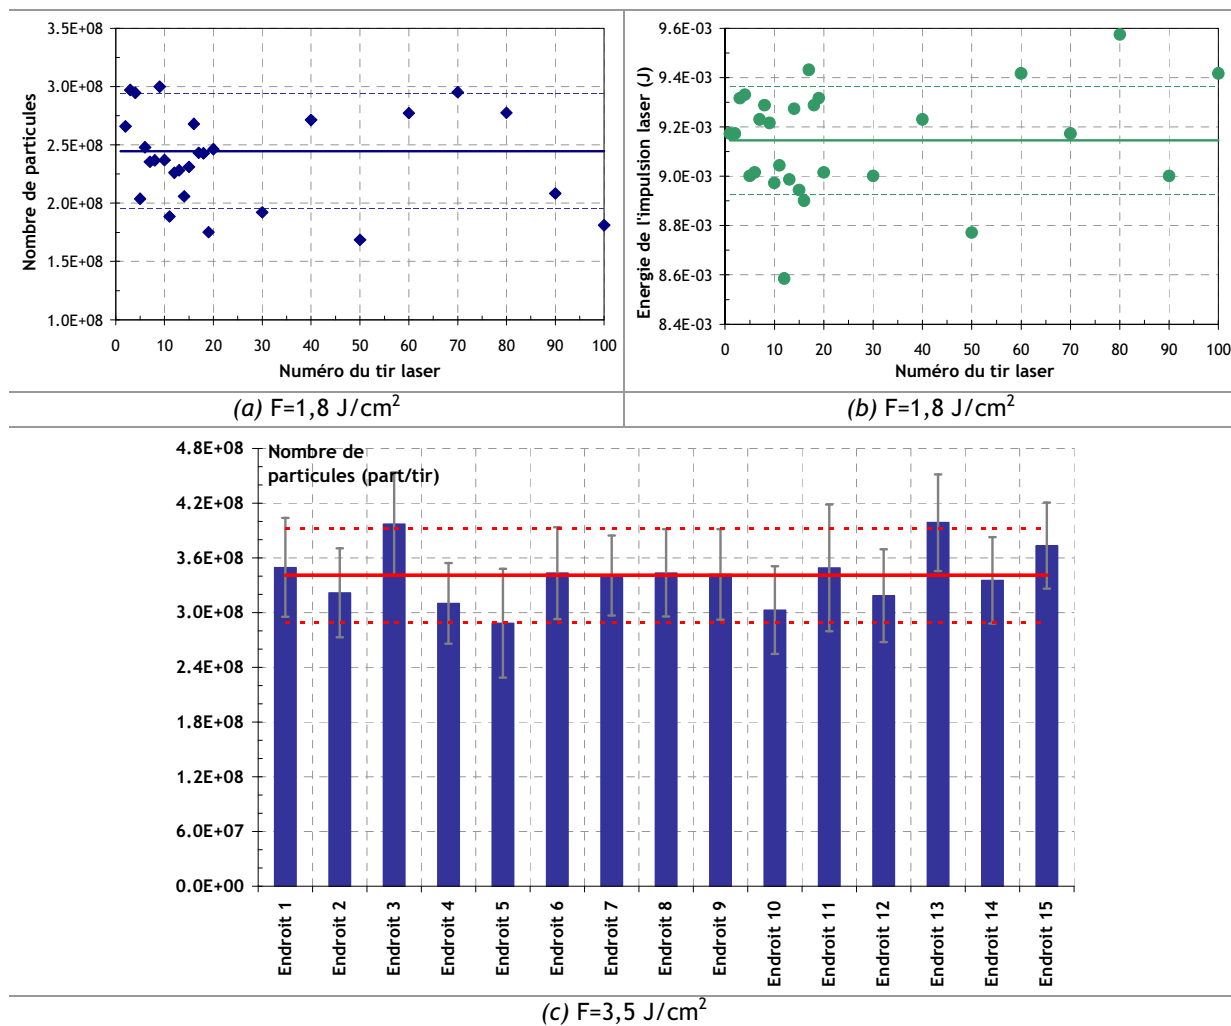 3.5E+08
3.0E+08
2.5E+08
2.0E+08
1.5E+08
1.0E+08
Nombre de particules
0 10 20 30 40 50 60 70 80 90 100
Numéro du tir laser
(a) F=1,8 J/cm²
9.6E-03
9.4E-03
9.2E-03
9.0E-03
8.8E-03
8.6E-03
8.4E-03
Energie de l'impulsion laser (J)
0 10 20 30 40 50 60 70 80 90 100
Numéro du tir laser
(b) F=1,8 J/cm²
Nombre de
particules (part/tir)
4.8E+08
4.2E+08
3.6E+08
3.0E+08
2.4E+08
1.8E+08
1.2E+08
6.0E+07
0.0E+00
Endroit 1
Endroit 2
Endroit 3
Endroit 4
Endroit 5
Endroit 6
Endroit 7
Endroit 8
Endroit 9
Endroit 10
Endroit 11
Endroit 12
Endroit 13
Endroit 14
Endroit 15
(c) F=3,5 J/cm²